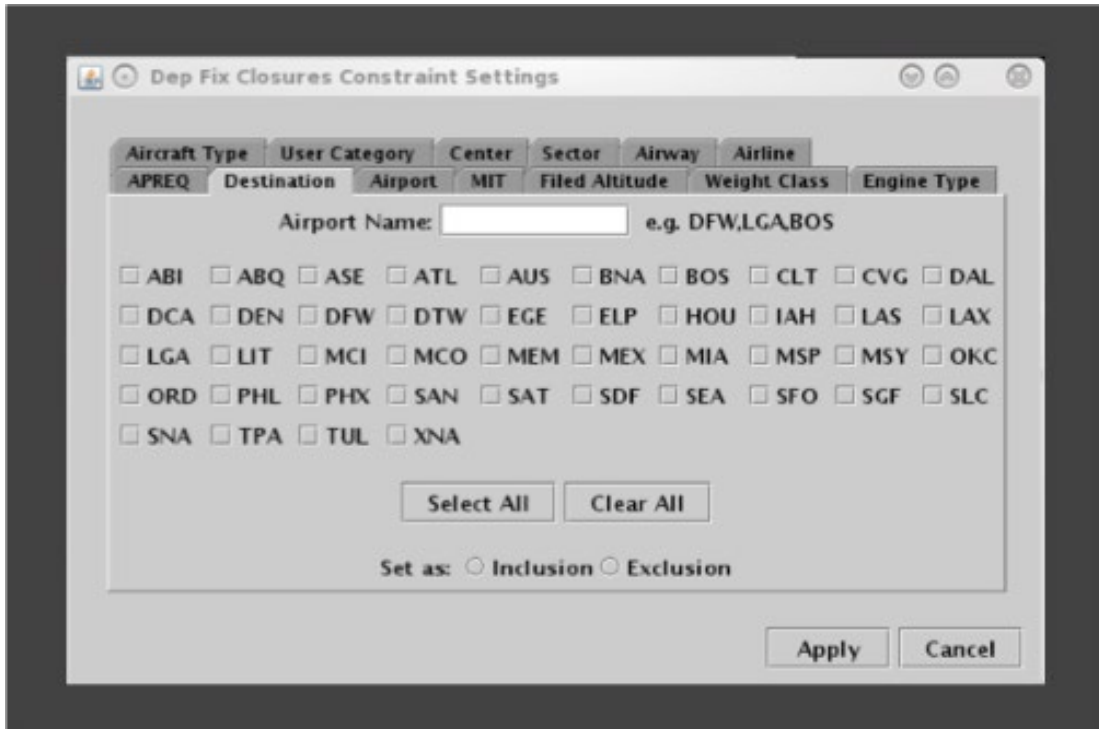 Dep Fix Closures Constraint Settings
Aircraft Type User Category Center Sector Airway Airline
APREQ Destination Airport MIT Filed Altitude Weight Class Engine Type
Airport Name: e.g. DFW,LGA,BOS
ABI ABQ ASE ATL AUS BNA BOS CLT CVG DAL
DCA DEN DFW DTW EGE ELP HOU IAH LAS LAX
LGA LIT MCI MCO MEM MEX MIA MSP MSY OKC
ORD PHL PHX SAN SAT SDF SEA SFO SGF SLC
SNA TPA TUL XNA
Select All Clear All
Set as: Inclusion Exclusion
Apply Cancel